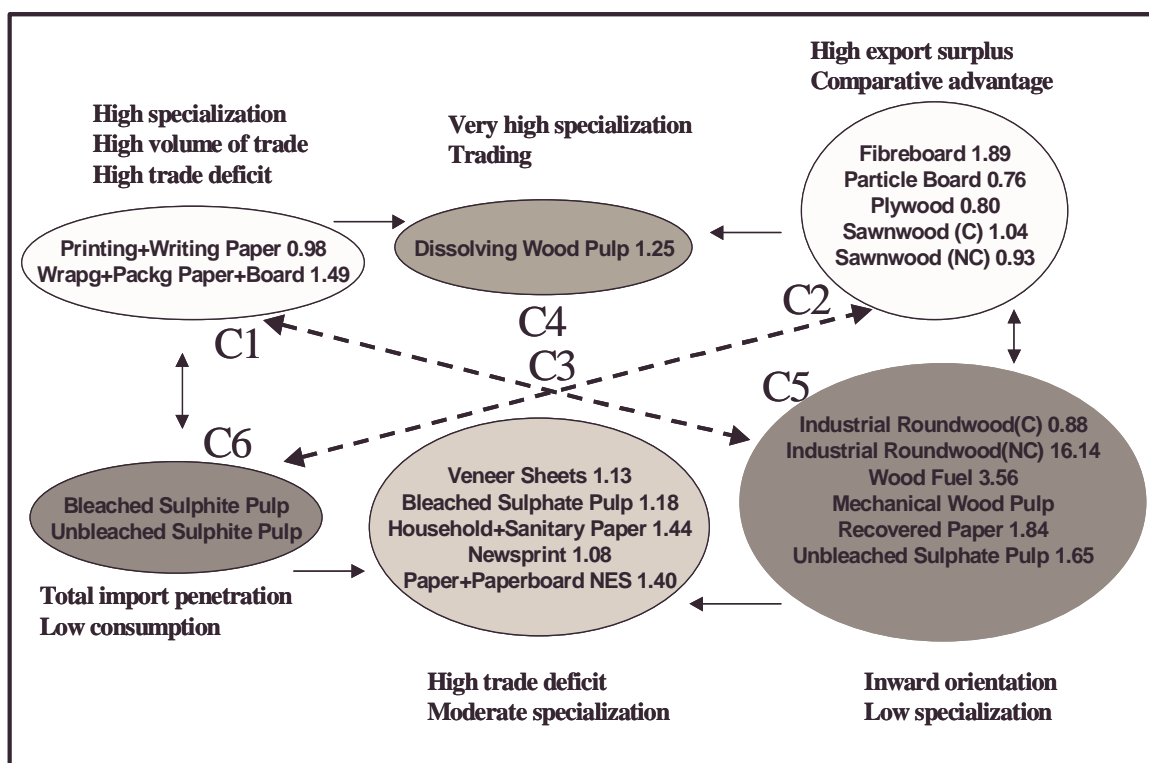 High export surplus
Comparative advantage
High specialization
High volume of trade
High trade deficit
Very high specialization
Trading
Fibreboard 1.89
Particle Board 0.76
Plywood 0.80
Sawnwood (C) 1.04
Sawnwood (NC) 0.93
Printing+Writing Paper 0.98
Wrapg+Packg Paper+Board 1.49
Dissolving Wood Pulp 1.25
C1
C4
C2
C3
C5
C6
Industrial Roundwood(C) 0.88
Industrial Roundwood(NC) 16.14
Wood Fuel 3.56
Mechanical Wood Pulp
Recovered Paper 1.84
Unbleached Sulphate Pulp 1.65
Veneer Sheets 1.13
Bleached Sulphate Pulp 1.18
Household+Sanitary Paper 1.44
Newsprint 1.08
Paper+Paperboard NES 1.40
Bleached Sulphite Pulp
Unbleached Sulphite Pulp
Total import penetration
Low consumption
High trade deficit
Moderate specialization
Inward orientation
Low specialization